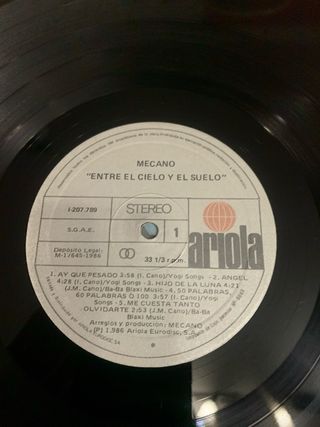 MECANO
"ENTRE EL CIELO Y EL SUELO"
I-207.789
STEREO
S.G.A.E.
1
Depósito Legal:
M-17645-1986
33 1/3 r.p.m.
ariola
1. AY QUE PESADO 3:58 (I. Cano)/Yogi Songs - 2. ANGEL
4:28 (I. Cano)/Yogi Songs - 3. HIJO DE LA LUNA 4:21
(J.M. Cano)/Ba-Ba Blaxi Music - 4. 50 PALABRAS,
60 PALABRAS O 100 3:57 (I. Cano)/Yogi
Songs - 5. ME CUESTA TANTO
OLVIDARTE 2:53 (J.M. Cano)/Ba-Ba
Blaxi Music
Arreglos y producción: MECANO
(P) 1.986 Ariola Eurodisc, S.A.